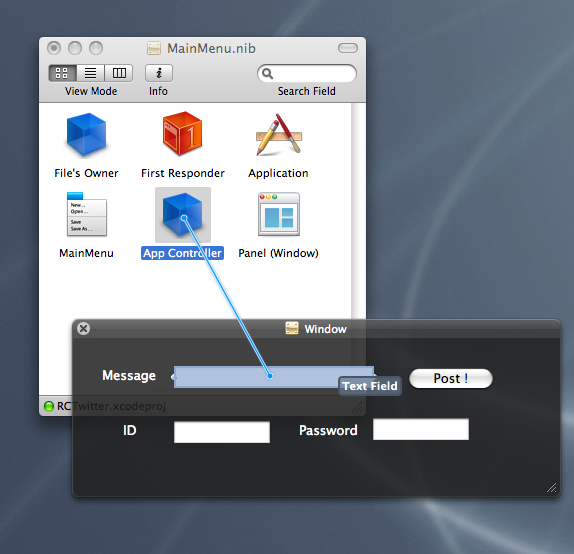 MainMenu.nib
View Mode
Info
Search Field
File's Owner
First Responder
Application
1
New...
Open...
Save
Save As...
MainMenu
App Controller
Panel (Window)
Window
Message
Text Field
Post !
RCTwitter.xcodeproj
ID
Password